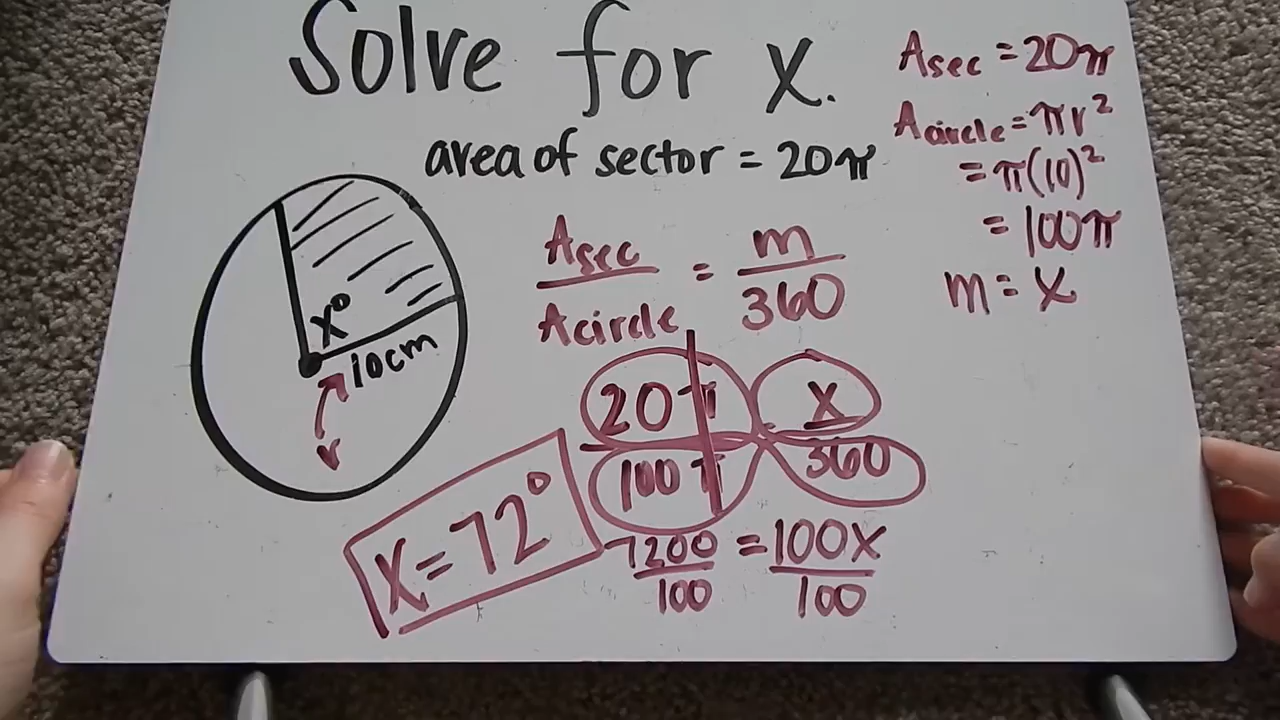 Solve for x.
area of sector = 20π
x°
10cm
r
Asec = 20π
Acircle = πr²
= π(10)²
= 100π
m = x
Asec / Acircle = m / 360
20π / 100π x / 360
7200 / 100 = 100x / 100
x = 72°